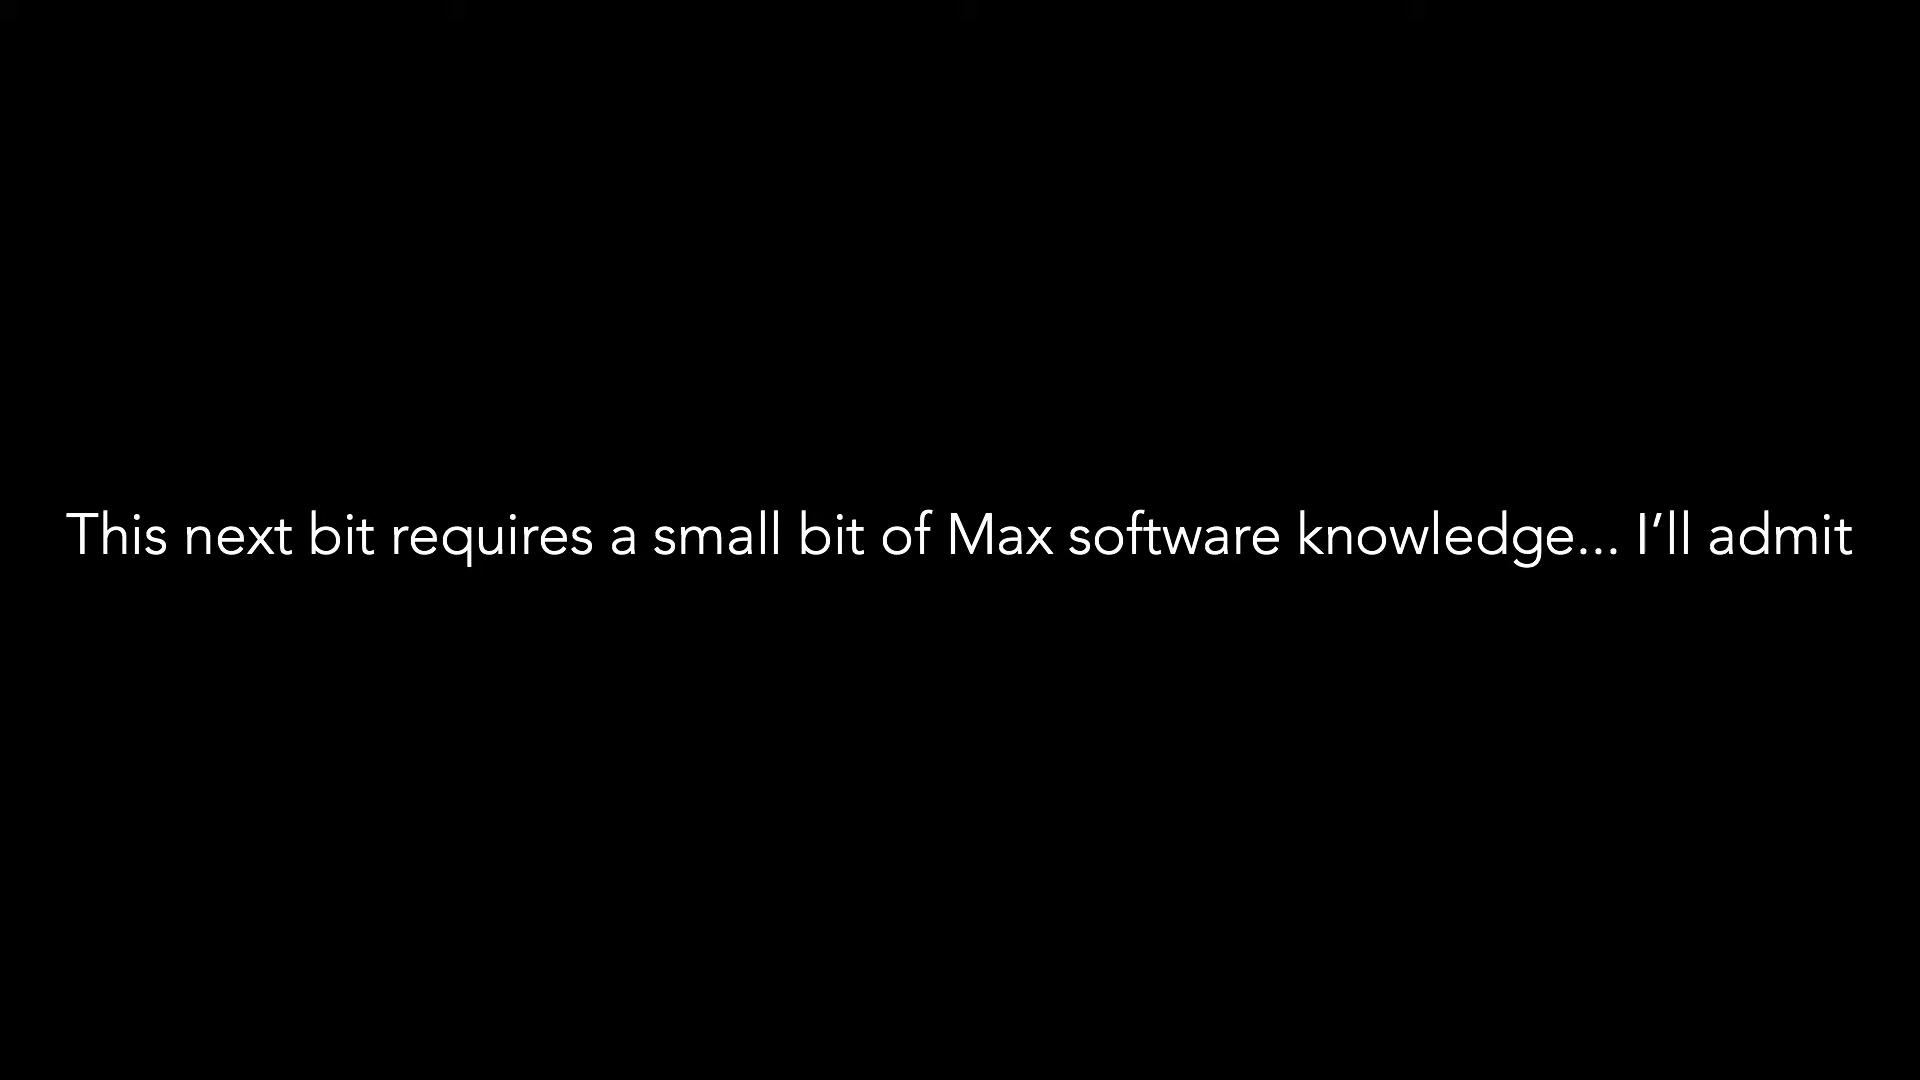 This next bit requires a small bit of Max software knowledge... I’ll admit